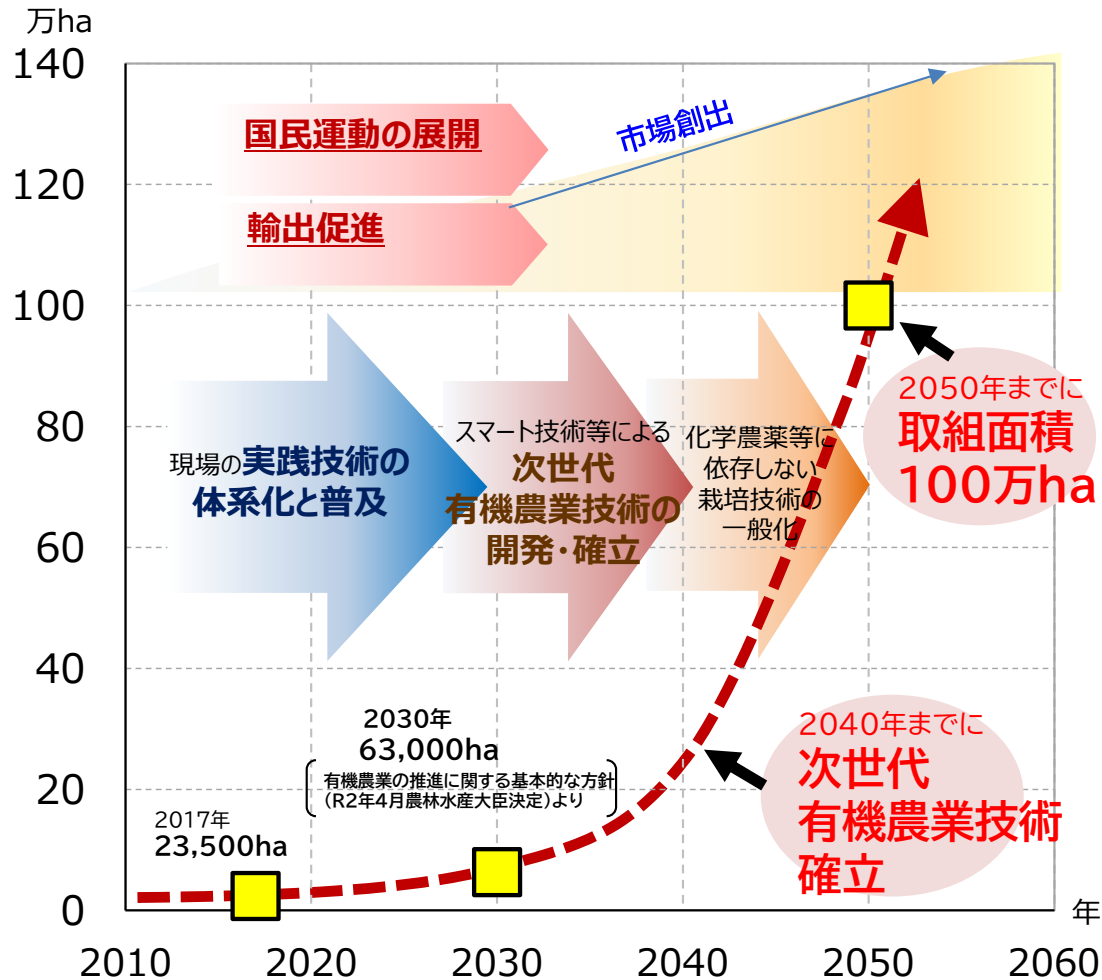 万ha
140
120
100
80
60
40
20
0
2010
2020
2030
2040
2050
2060
年
国民運動の展開
輸出促進
市場創出
現場の実践技術の
体系化と普及
スマート技術等による
次世代
有機農業技術の
開発・確立
化学農薬等に
依存しない
栽培技術の
一般化
2050年までに
取組面積
100万ha
2040年までに
次世代
有機農業技術
確立
2030年
63,000ha
有機農業の推進に関する基本的な方針
(R2年4月農林水産大臣決定)より
2017年
23,500ha